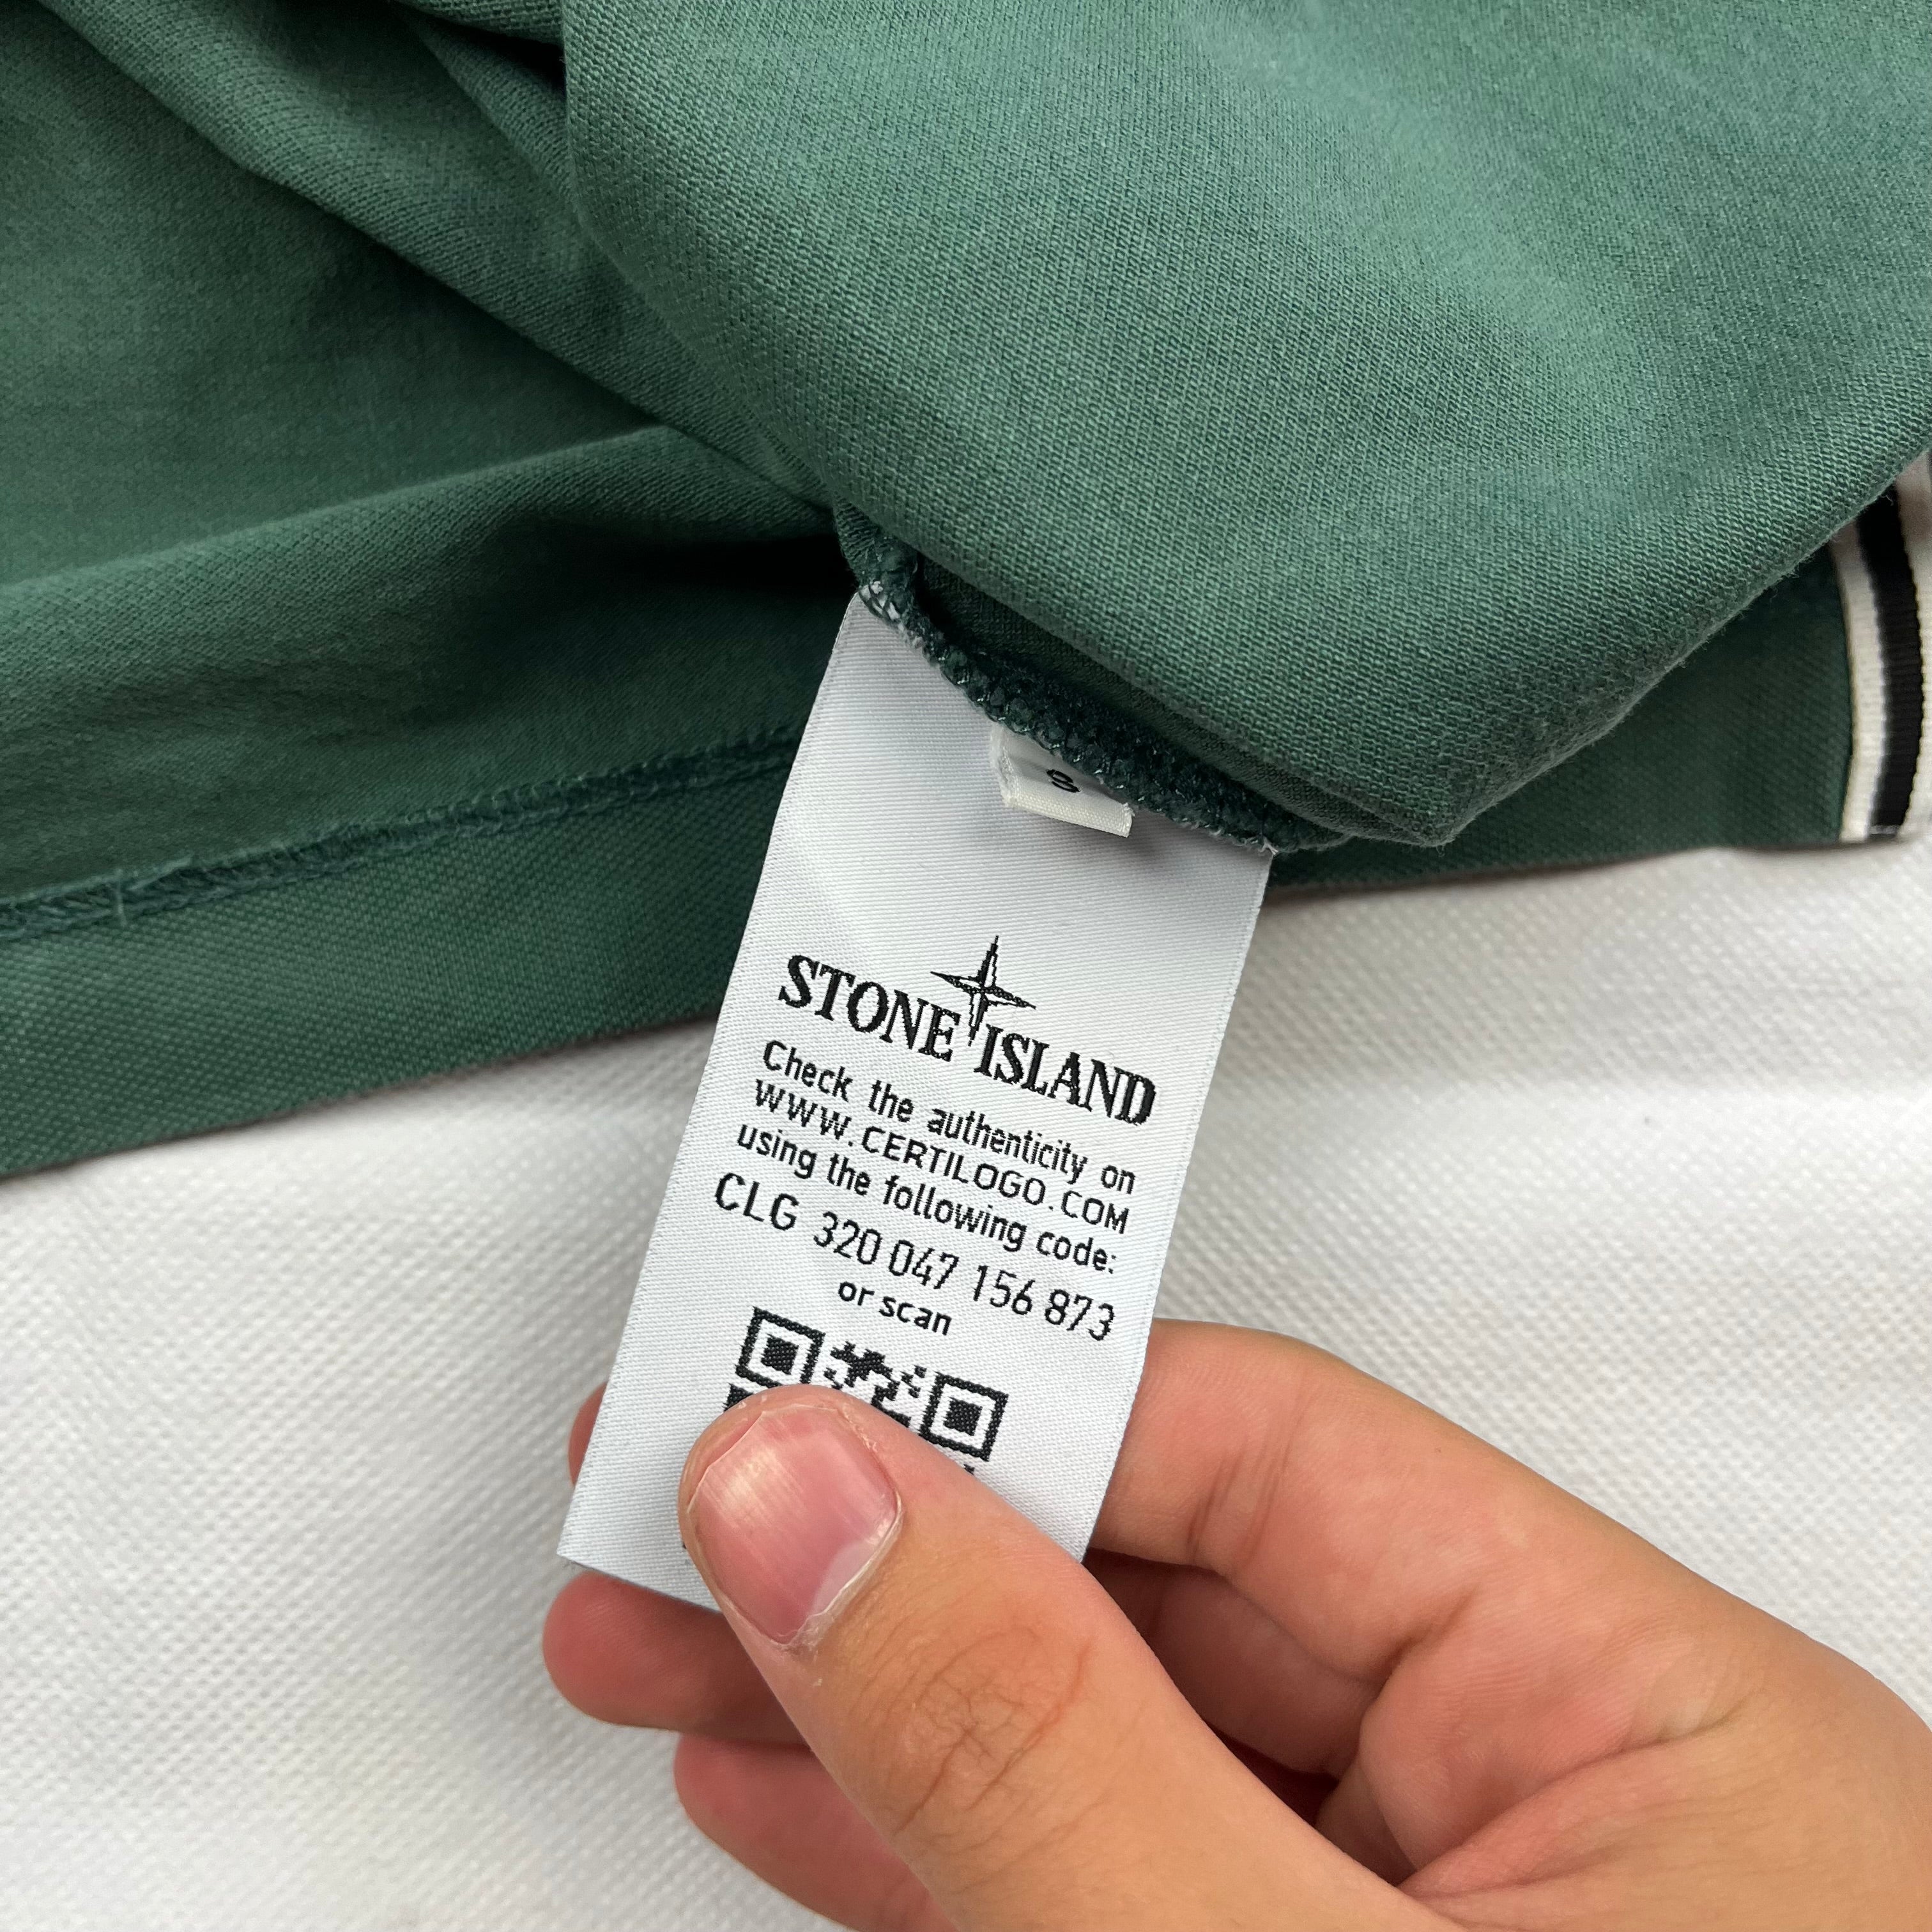 8
STONE ISLAND
Check the authenticity on
WWW.CERTILOGO.COM
using the following code:
CLG 320 047 156 873
or scan